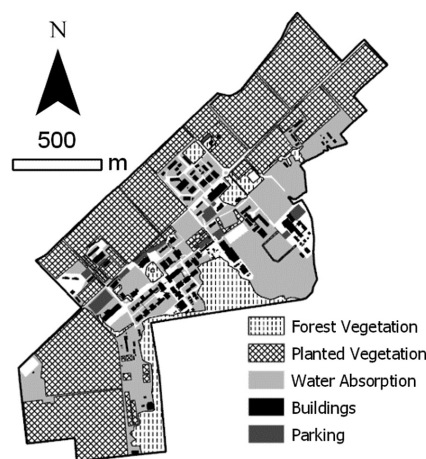 N
500
m
Forest Vegetation
Planted Vegetation
Water Absorption
Buildings
Parking